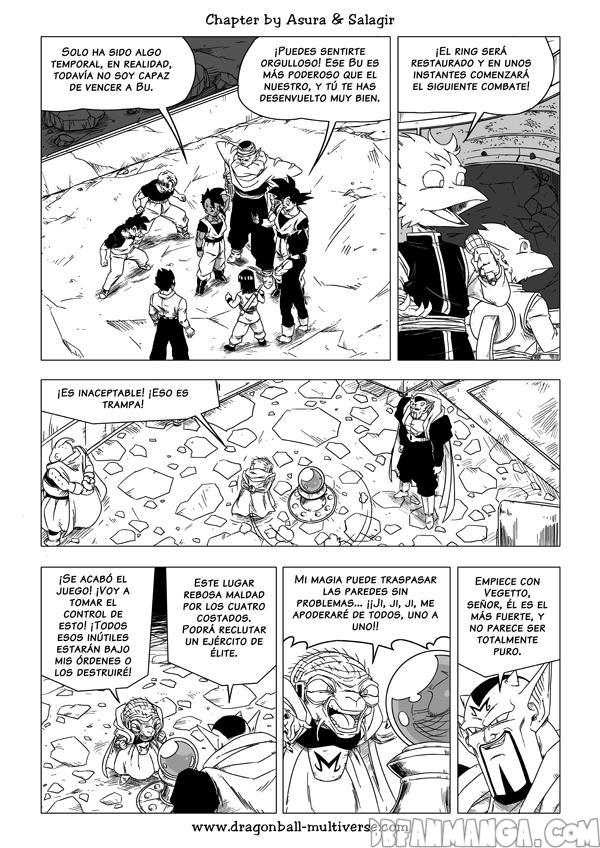 Chapter by Asura & Salagir
SOLO HA SIDO ALGO
TEMPORAL, EN REALIDAD,
TODAVÍA NO SOY CAPAZ
DE VENCER A BU.
¡PUEDES SENTIRTE
ORGULLOSO! ESE BU ES
MÁS PODEROSO QUE EL
NUESTRO, Y TÚ TE HAS
DESENVUELTO MUY BIEN.
¡EL RING SERÁ
RESTAURADO Y EN UNOS
INSTANTES COMENZARÁ
EL SIGUIENTE COMBATE!
¡ES INACEPTABLE! ¡ESO ES
TRAMPA!
¡SE ACABÓ EL
JUEGO! ¡VOY A
TOMAR EL
CONTROL DE
ESTO! ¡TODOS
ESOS INÚTILES
ESTARÁN BAJO
MIS ÓRDENES O
LOS DESTRUIRÉ!
ESTE LUGAR
REBOSA MALDAD
POR LOS CUATRO
COSTADOS.
PODRÁ RECLUTAR
UN EJÉRCITO DE
ÉLITE.
MI MAGIA PUEDE TRASPASAR
LAS PAREDES SIN
PROBLEMAS... ¡¡JI, JI, JI, ME
APODERARÉ DE TODOS, UNO A
UNO!!
EMPIECE CON
VEGETTO,
SEÑOR, ÉL ES EL
MÁS FUERTE, Y
NO PARECE SER
TOTALMENTE
PURO.
M
www.dragonball-multiverse.com
DBFANMANGA.COM